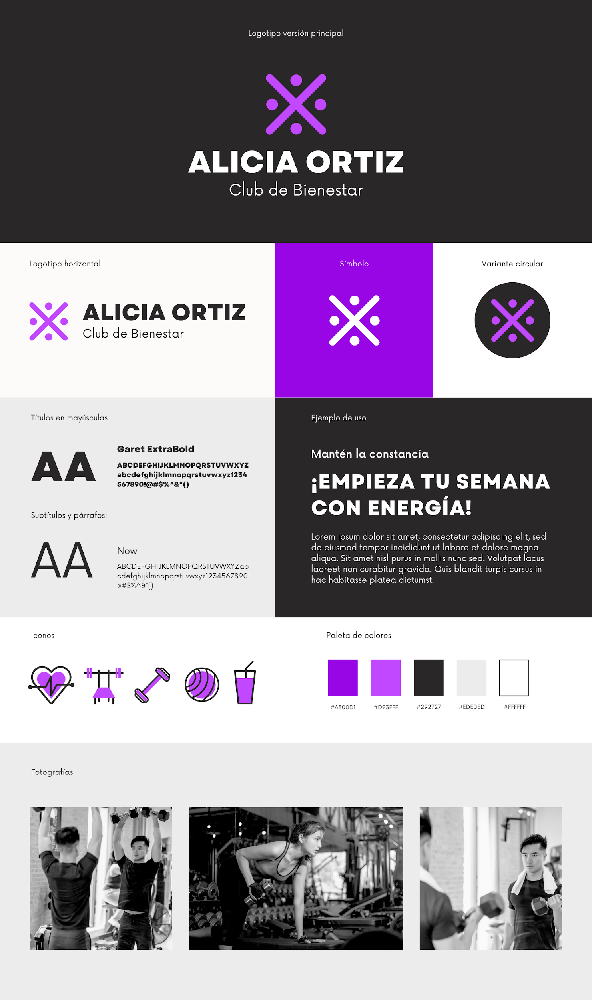 Logotipo versión principal
ALICIA ORTIZ
Club de Bienestar
Logotipo horizontal
ALICIA ORTIZ
Club de Bienestar
Símbolo
Variante circular
Títulos en mayúsculas
AA
Garet ExtraBold
ABCDEFGHIJKLMNOPQRSTUVWXYZ
abcdefghijklmnopqrstuvwxyz1234
567890!@#$%^&*()
Subtítulos y párrafos:
AA
Now
ABCDEFGHIJKLMNOPQRSTUVWXYZab
cdefghijklmnopqrstuvwxyz1234567890!
@#$%^&*()
Ejemplo de uso
Mantén la constancia
¡EMPIEZA TU SEMANA
CON ENERGÍA!
Lorem ipsum dolor sit amet, consectetur adipiscing elit, sed
do eiusmod tempor incididunt ut labore et dolore magna
aliqua. Sit amet nisl purus in mollis nunc sed. Volutpat lacus
laoreet non curabitur gravida. Quis blandit turpis cursus in
hac habitasse platea dictumst.
Iconos
Paleta de colores
#A800D1
#D93FFF
#292727
#EDEDED
#FFFFFF
Fotografías